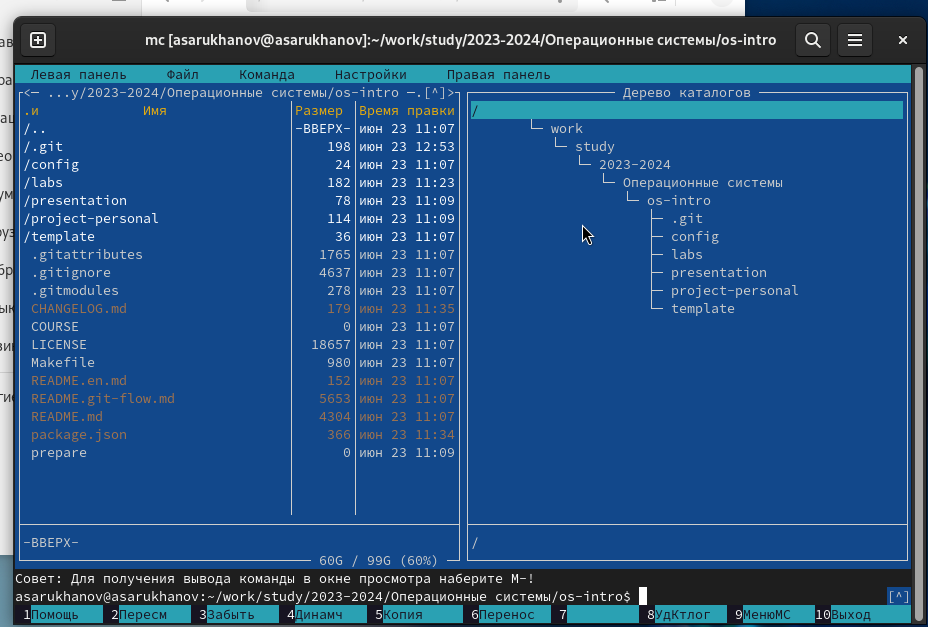 mc [asarukhanov@asarukhanov]:~/work/study/2023-2024/Операционные системы/os-intro
Левая панель Файл Команда Настройки Правая панель
<─ ...y/2023-2024/Операционные системы/os-intro ─.[^]>
.и Имя Размер Время правки
/.. -ВВЕРХ- июн 23 11:07
/.git 198 июн 23 12:53
/config 24 июн 23 11:07
/labs 182 июн 23 11:23
/presentation 78 июн 23 11:09
/project-personal 114 июн 23 11:09
/template 36 июн 23 11:07
.gitattributes 1765 июн 23 11:07
.gitignore 4637 июн 23 11:07
.gitmodules 278 июн 23 11:07
CHANGELOG.md 179 июн 23 11:35
COURSE 0 июн 23 11:07
LICENSE 18657 июн 23 11:07
Makefile 980 июн 23 11:07
README.en.md 152 июн 23 11:07
README.git-flow.md 5653 июн 23 11:07
README.md 4304 июн 23 11:07
package.json 366 июн 23 11:34
prepare 0 июн 23 11:09
-ВВЕРХ-
60G / 99G (60%)
Дерево каталогов
/
work
study
2023-2024
Операционные системы
os-intro
.git
config
labs
presentation
project-personal
template
/
Совет: Для получения вывода команды в окне просмотра наберите M-!
asarukhanov@asarukhanov:~/work/study/2023-2024/Операционные системы/os-intro$ [^]
1Помощь 2Пересм 3Забыть 4Динамч 5Копия 6Перенос 7 8УдКтлог 9МенюМС 10Выход